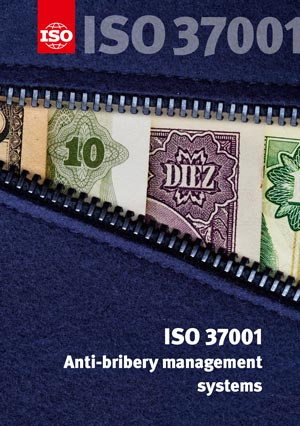 ISO
ISO 37001
10
DIEZ
ISO 37001
Anti-bribery management
systems